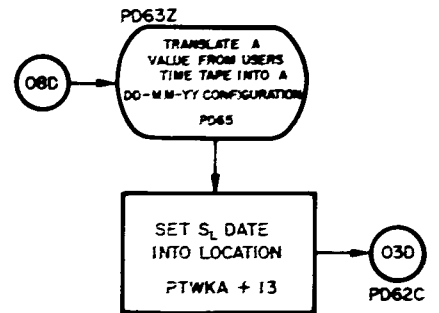 PD63Z
TRANSLATE A
VALUE FROM USERS
TIME TAPE INTO A
DD-MM-YY CONFIGURATION
PD65
08D
SET S_L DATE
INTO LOCATION
PTWKA + 13
03D
PD62C